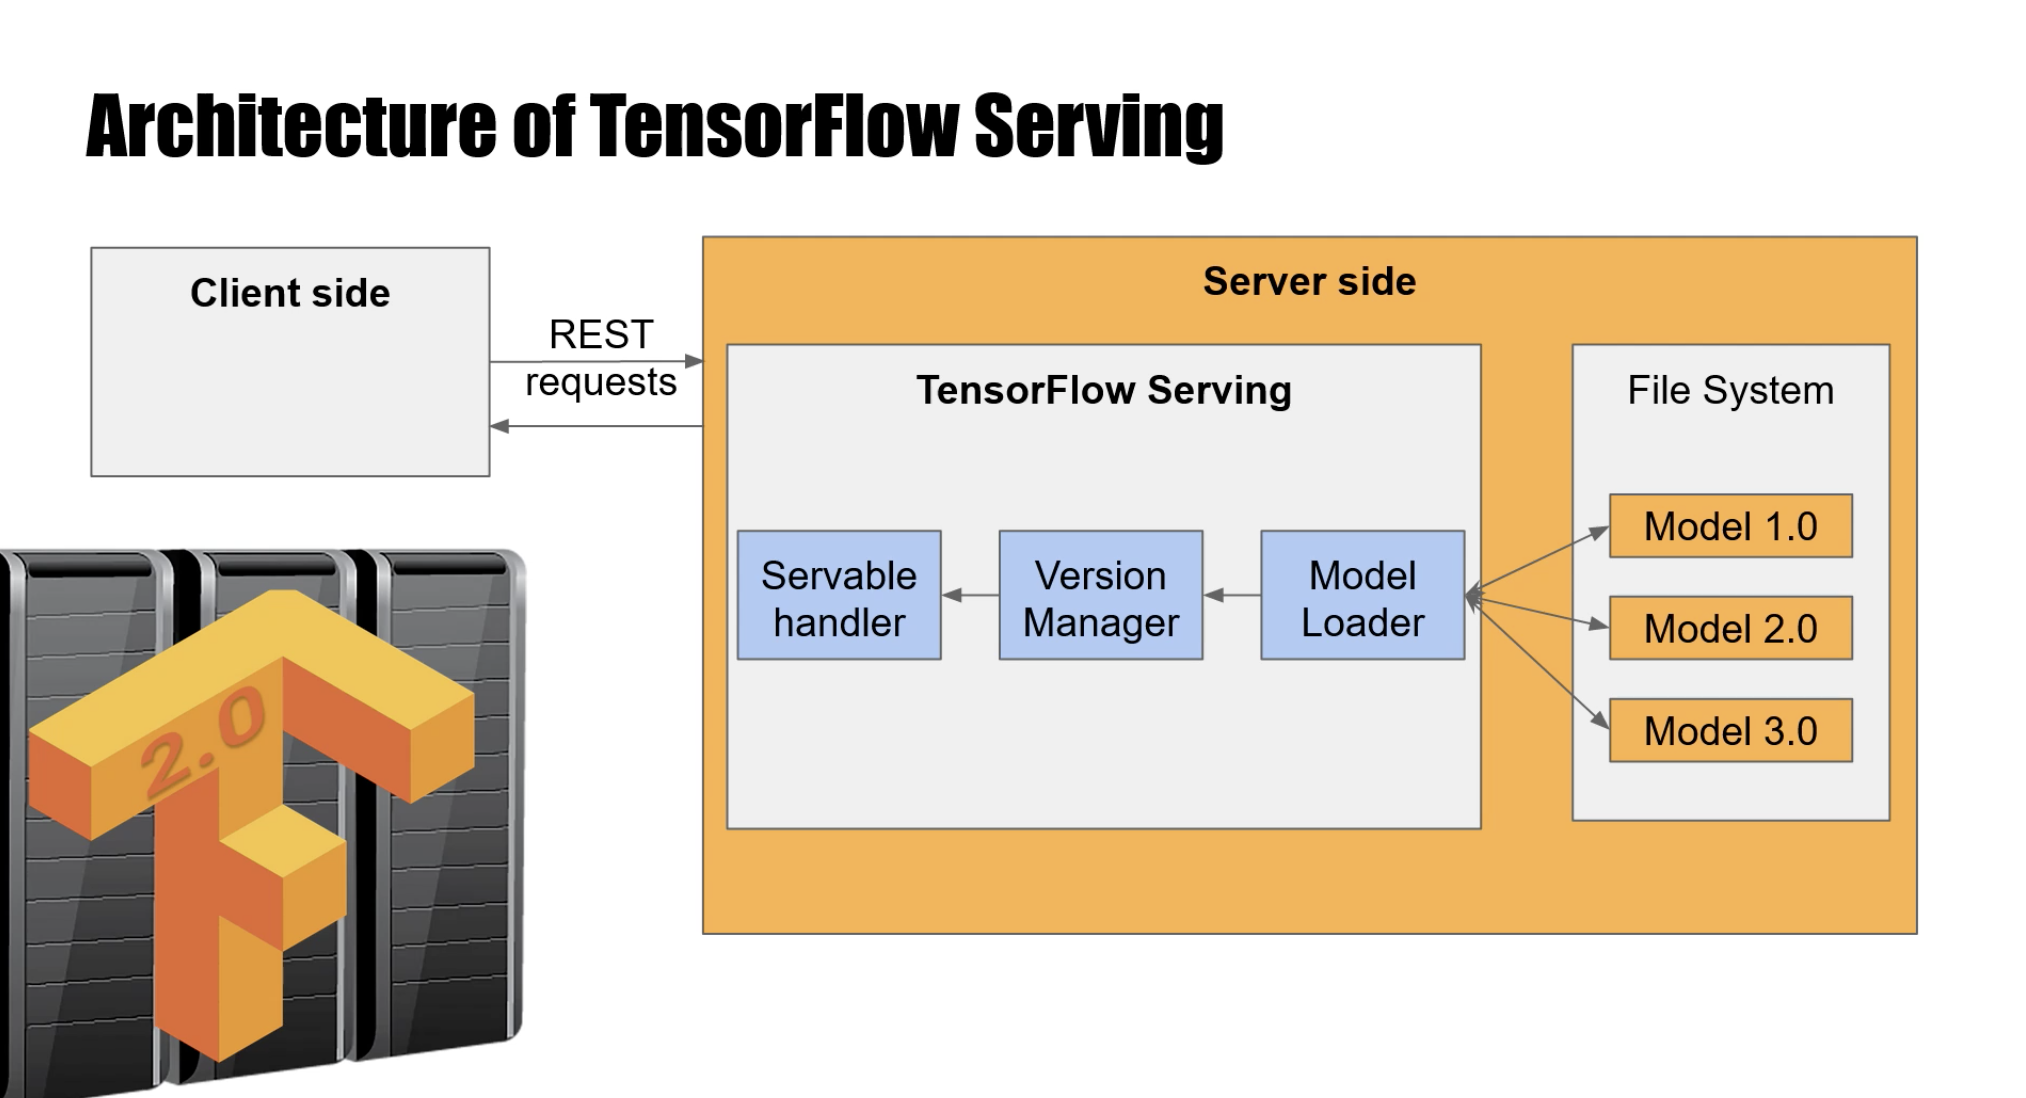 Architecture of TensorFlow Serving
Client side
REST
requests
Server side
TensorFlow Serving
File System
Servable
handler
Version
Manager
Model
Loader
Model 1.0
Model 2.0
Model 3.0
2.0